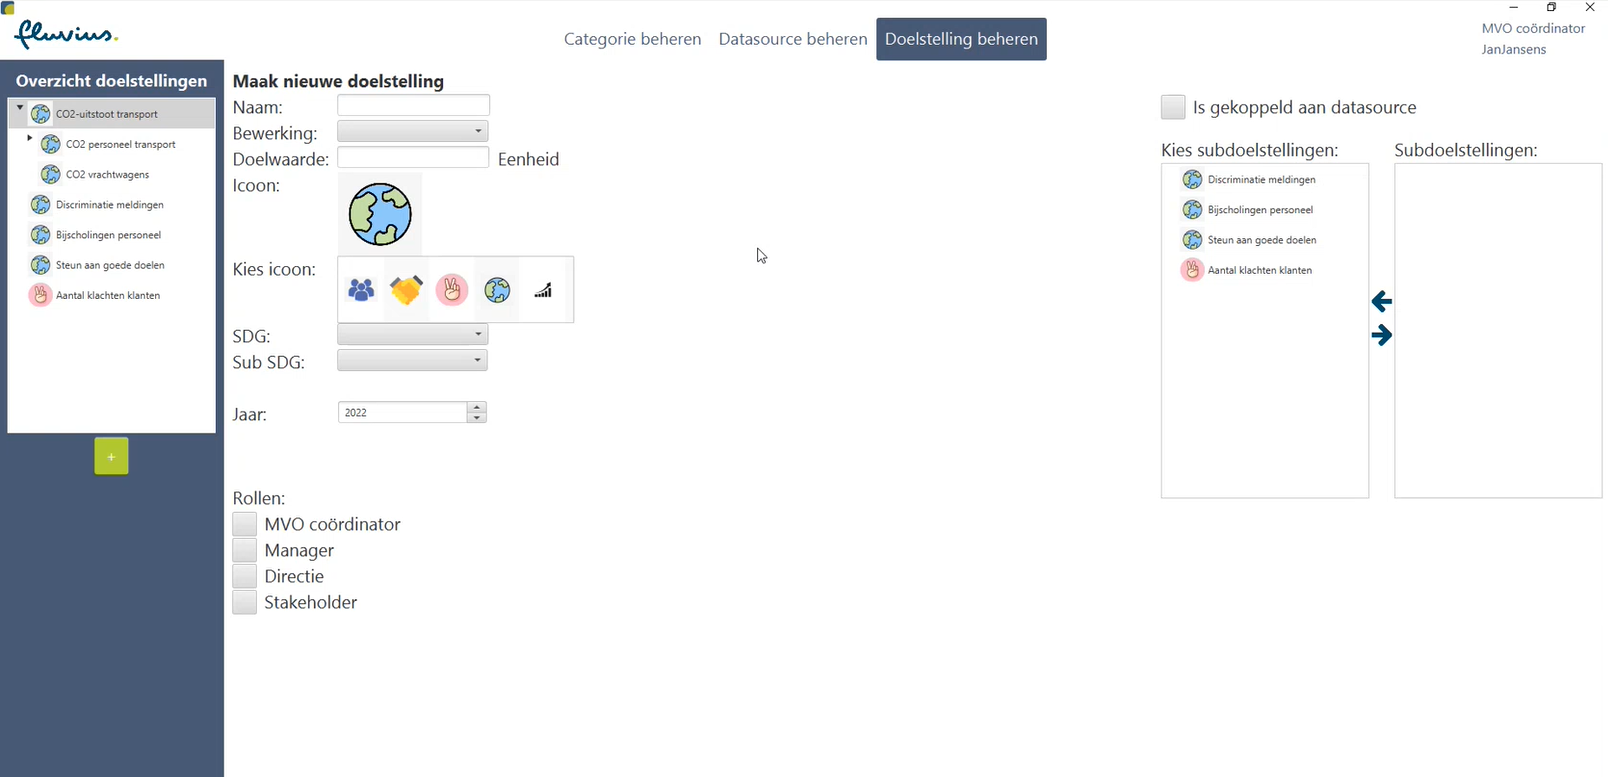 fluvius.
Categorie beheren
Datasource beheren
Doelstelling beheren
MVO coördinator
JanJansens
Overzicht doelstellingen
CO2-uitstoot transport
CO2 personeel transport
CO2 vrachtwagens
Discriminatie meldingen
Bijscholingen personeel
Steun aan goede doelen
Aantal klachten klanten
+
Maak nieuwe doelstelling
Naam:
Bewerking:
Doelwaarde:
Eenheid
Icoon:
Kies icoon:
SDG:
Sub SDG:
Jaar:
2022
Rollen:
MVO coördinator
Manager
Directie
Stakeholder
Is gekoppeld aan datasource
Kies subdoelstellingen:
Discriminatie meldingen
Bijscholingen personeel
Steun aan goede doelen
Aantal klachten klanten
Subdoelstellingen: